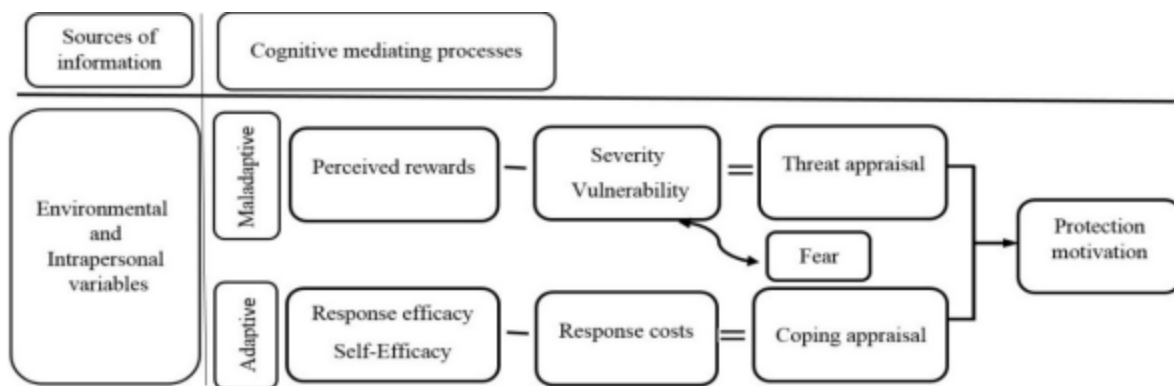 Sources of
information
Cognitive mediating processes
Environmental
and
Intrapersonal
variables
Maladaptive
Perceived rewards
Severity
Vulnerability
Threat appraisal
Fear
Protection
motivation
Adaptive
Response efficacy
Self-Efficacy
Response costs
Coping appraisal